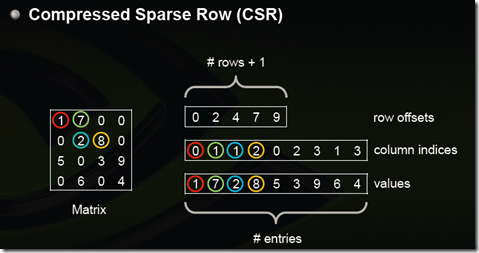 Compressed Sparse Row (CSR)
# rows + 1
1 7 0 0
0 2 8 0
5 0 3 9
0 6 0 4
Matrix
0 2 4 7 9 row offsets
0 1 1 2 0 2 3 1 3 column indices
1 7 2 8 5 3 9 6 4 values
# entries